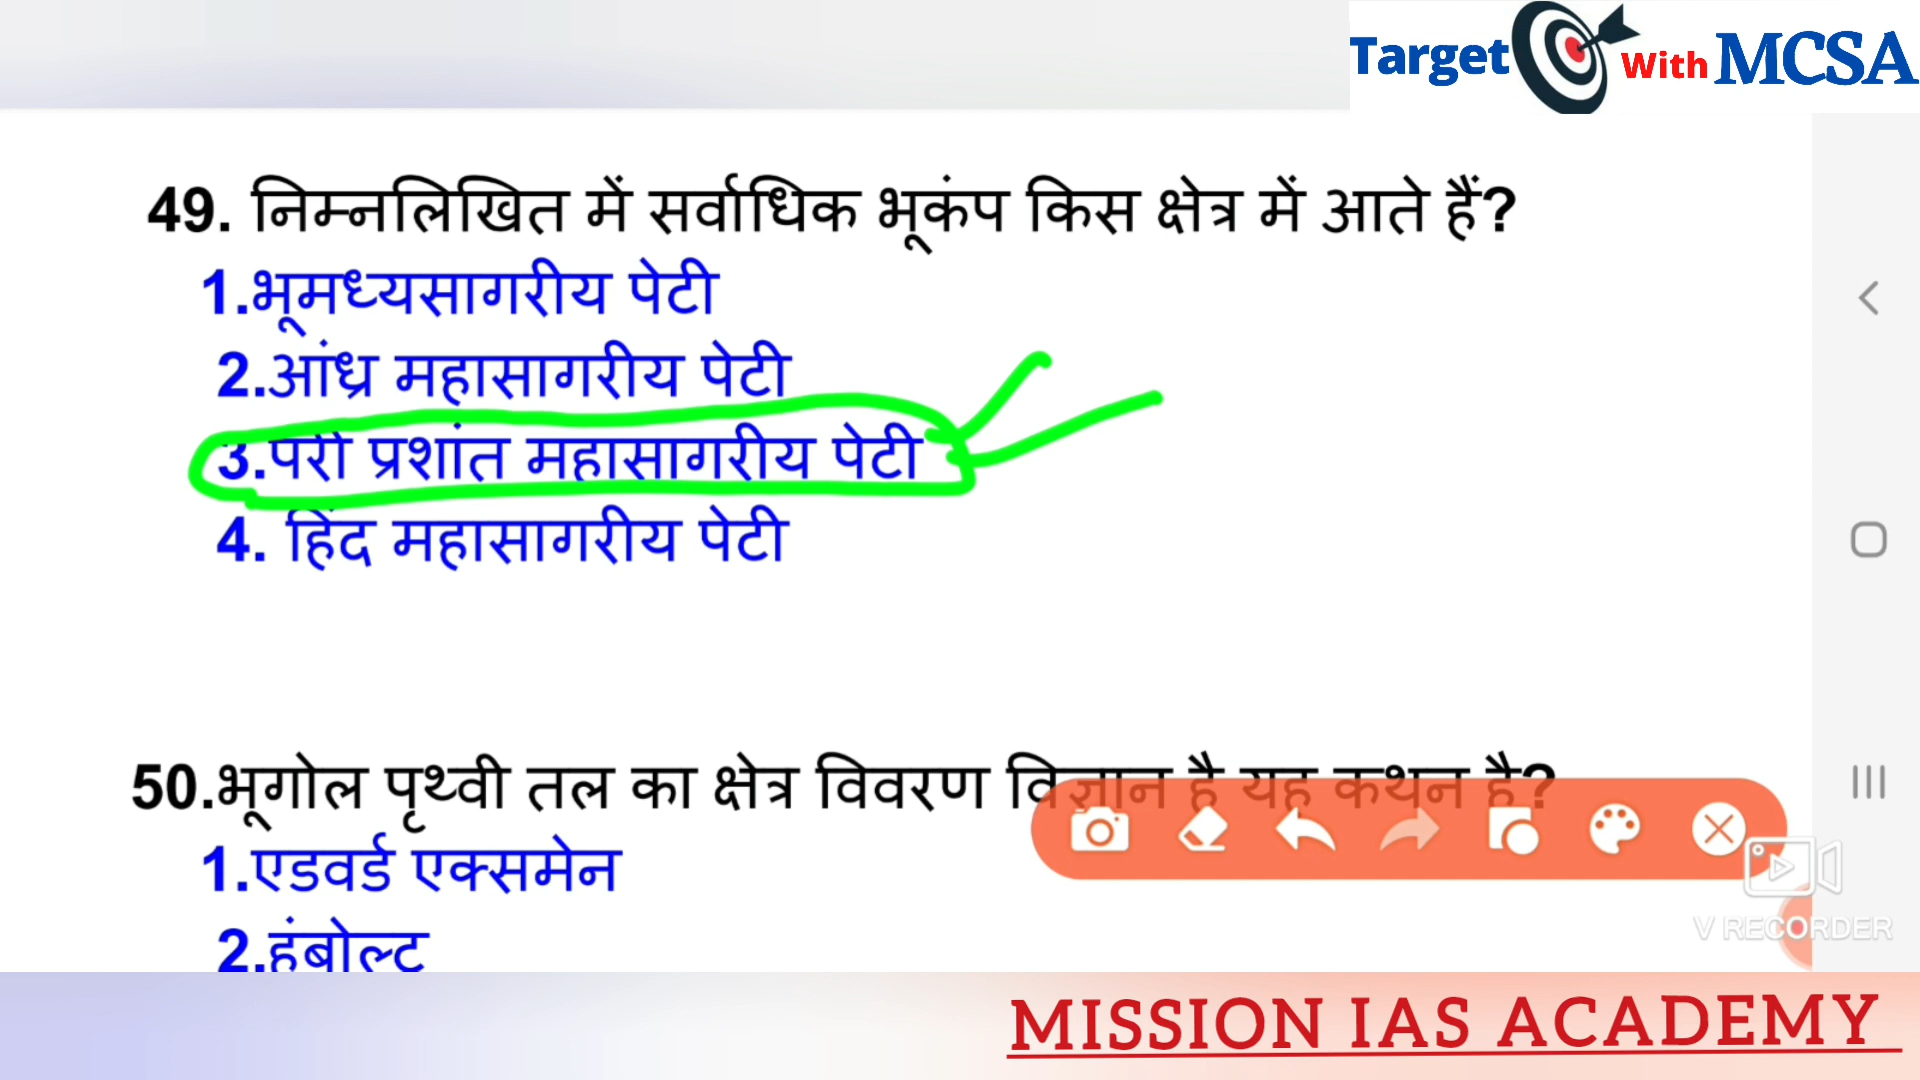 Target With MCSA
49. निम्नलिखित में सर्वाधिक भूकंप किस क्षेत्र में आते हैं?
1.भूमध्यसागरीय पेटी
2.आंध्र महासागरीय पेटी
3.परी प्रशांत महासागरीय पेटी
4. हिंद महासागरीय पेटी
50.भूगोल पृथ्वी तल का क्षेत्र विवरण विज्ञान है यह कथन है?
1.एडवर्ड एक्समेन
2.हंबोल्ट
V RECORDER
MISSION IAS ACADEMY